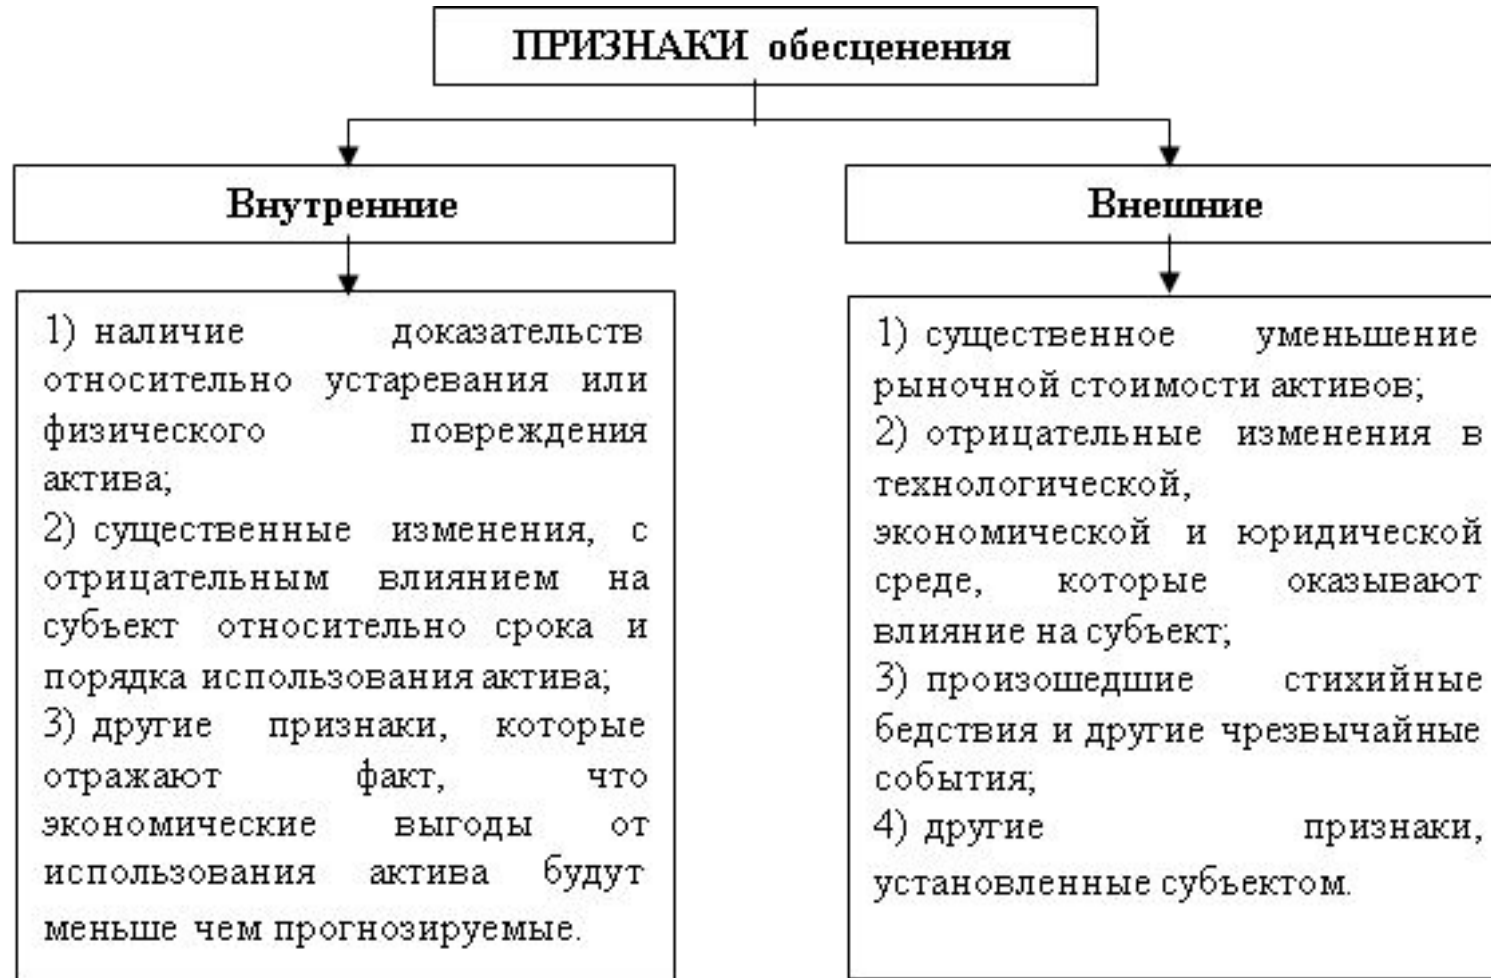 ПРИЗНАКИ обесценения
Внутренние
1) наличие доказательств
относительно устаревания или
физического повреждения
актива;
2) существенные изменения, с
отрицательным влиянием на
субъект относительно срока и
порядка использования актива;
3) другие признаки, которые
отражают факт, что
экономические выгоды от
использования актива будут
меньше чем прогнозируемые.
Внешние
1) существенное уменьшение
рыночной стоимости активов;
2) отрицательные изменения в
технологической,
экономической и юридической
среде, которые оказывают
влияние на субъект;
3) произошедшие стихийные
бедствия и другие чрезвычайные
события;
4) другие признаки,
установленные субъектом.